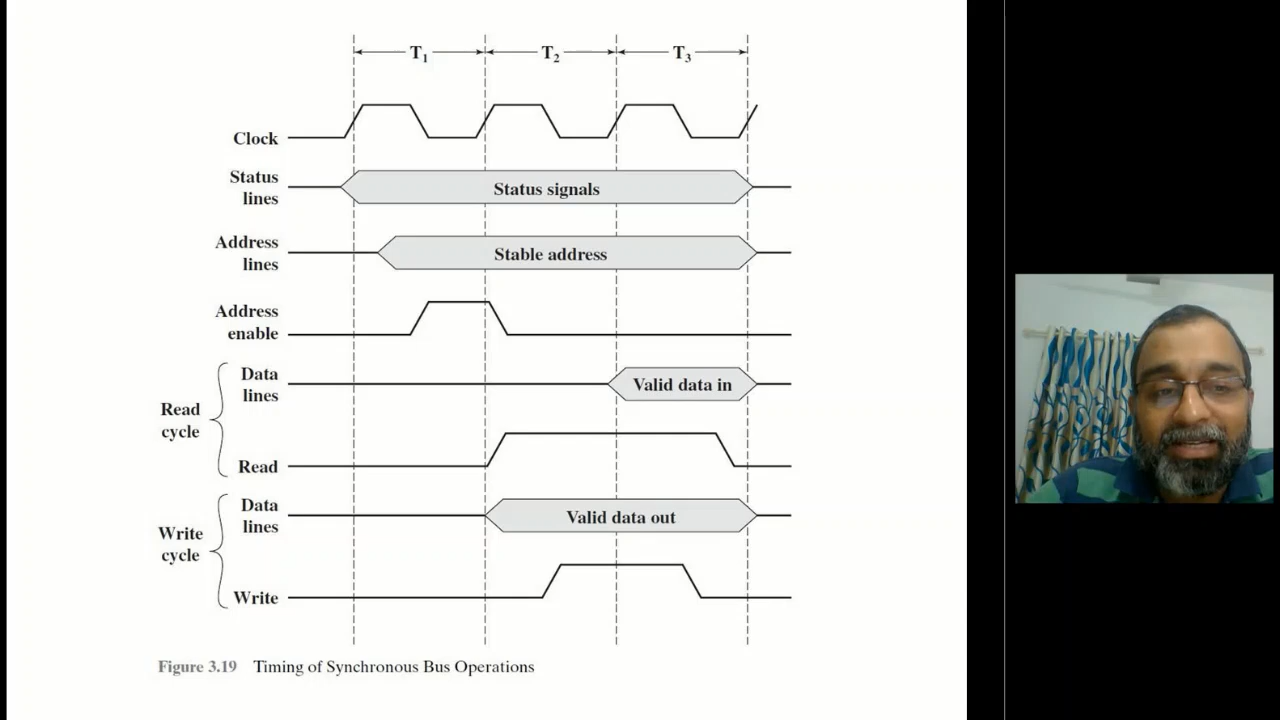 T₁ T₂ T₃
Clock
Status
lines
Status signals
Address
lines
Stable address
Address
enable
Read
cycle
Data
lines
Valid data in
Read
Write
cycle
Data
lines
Valid data out
Write
Figure 3.19 Timing of Synchronous Bus Operations